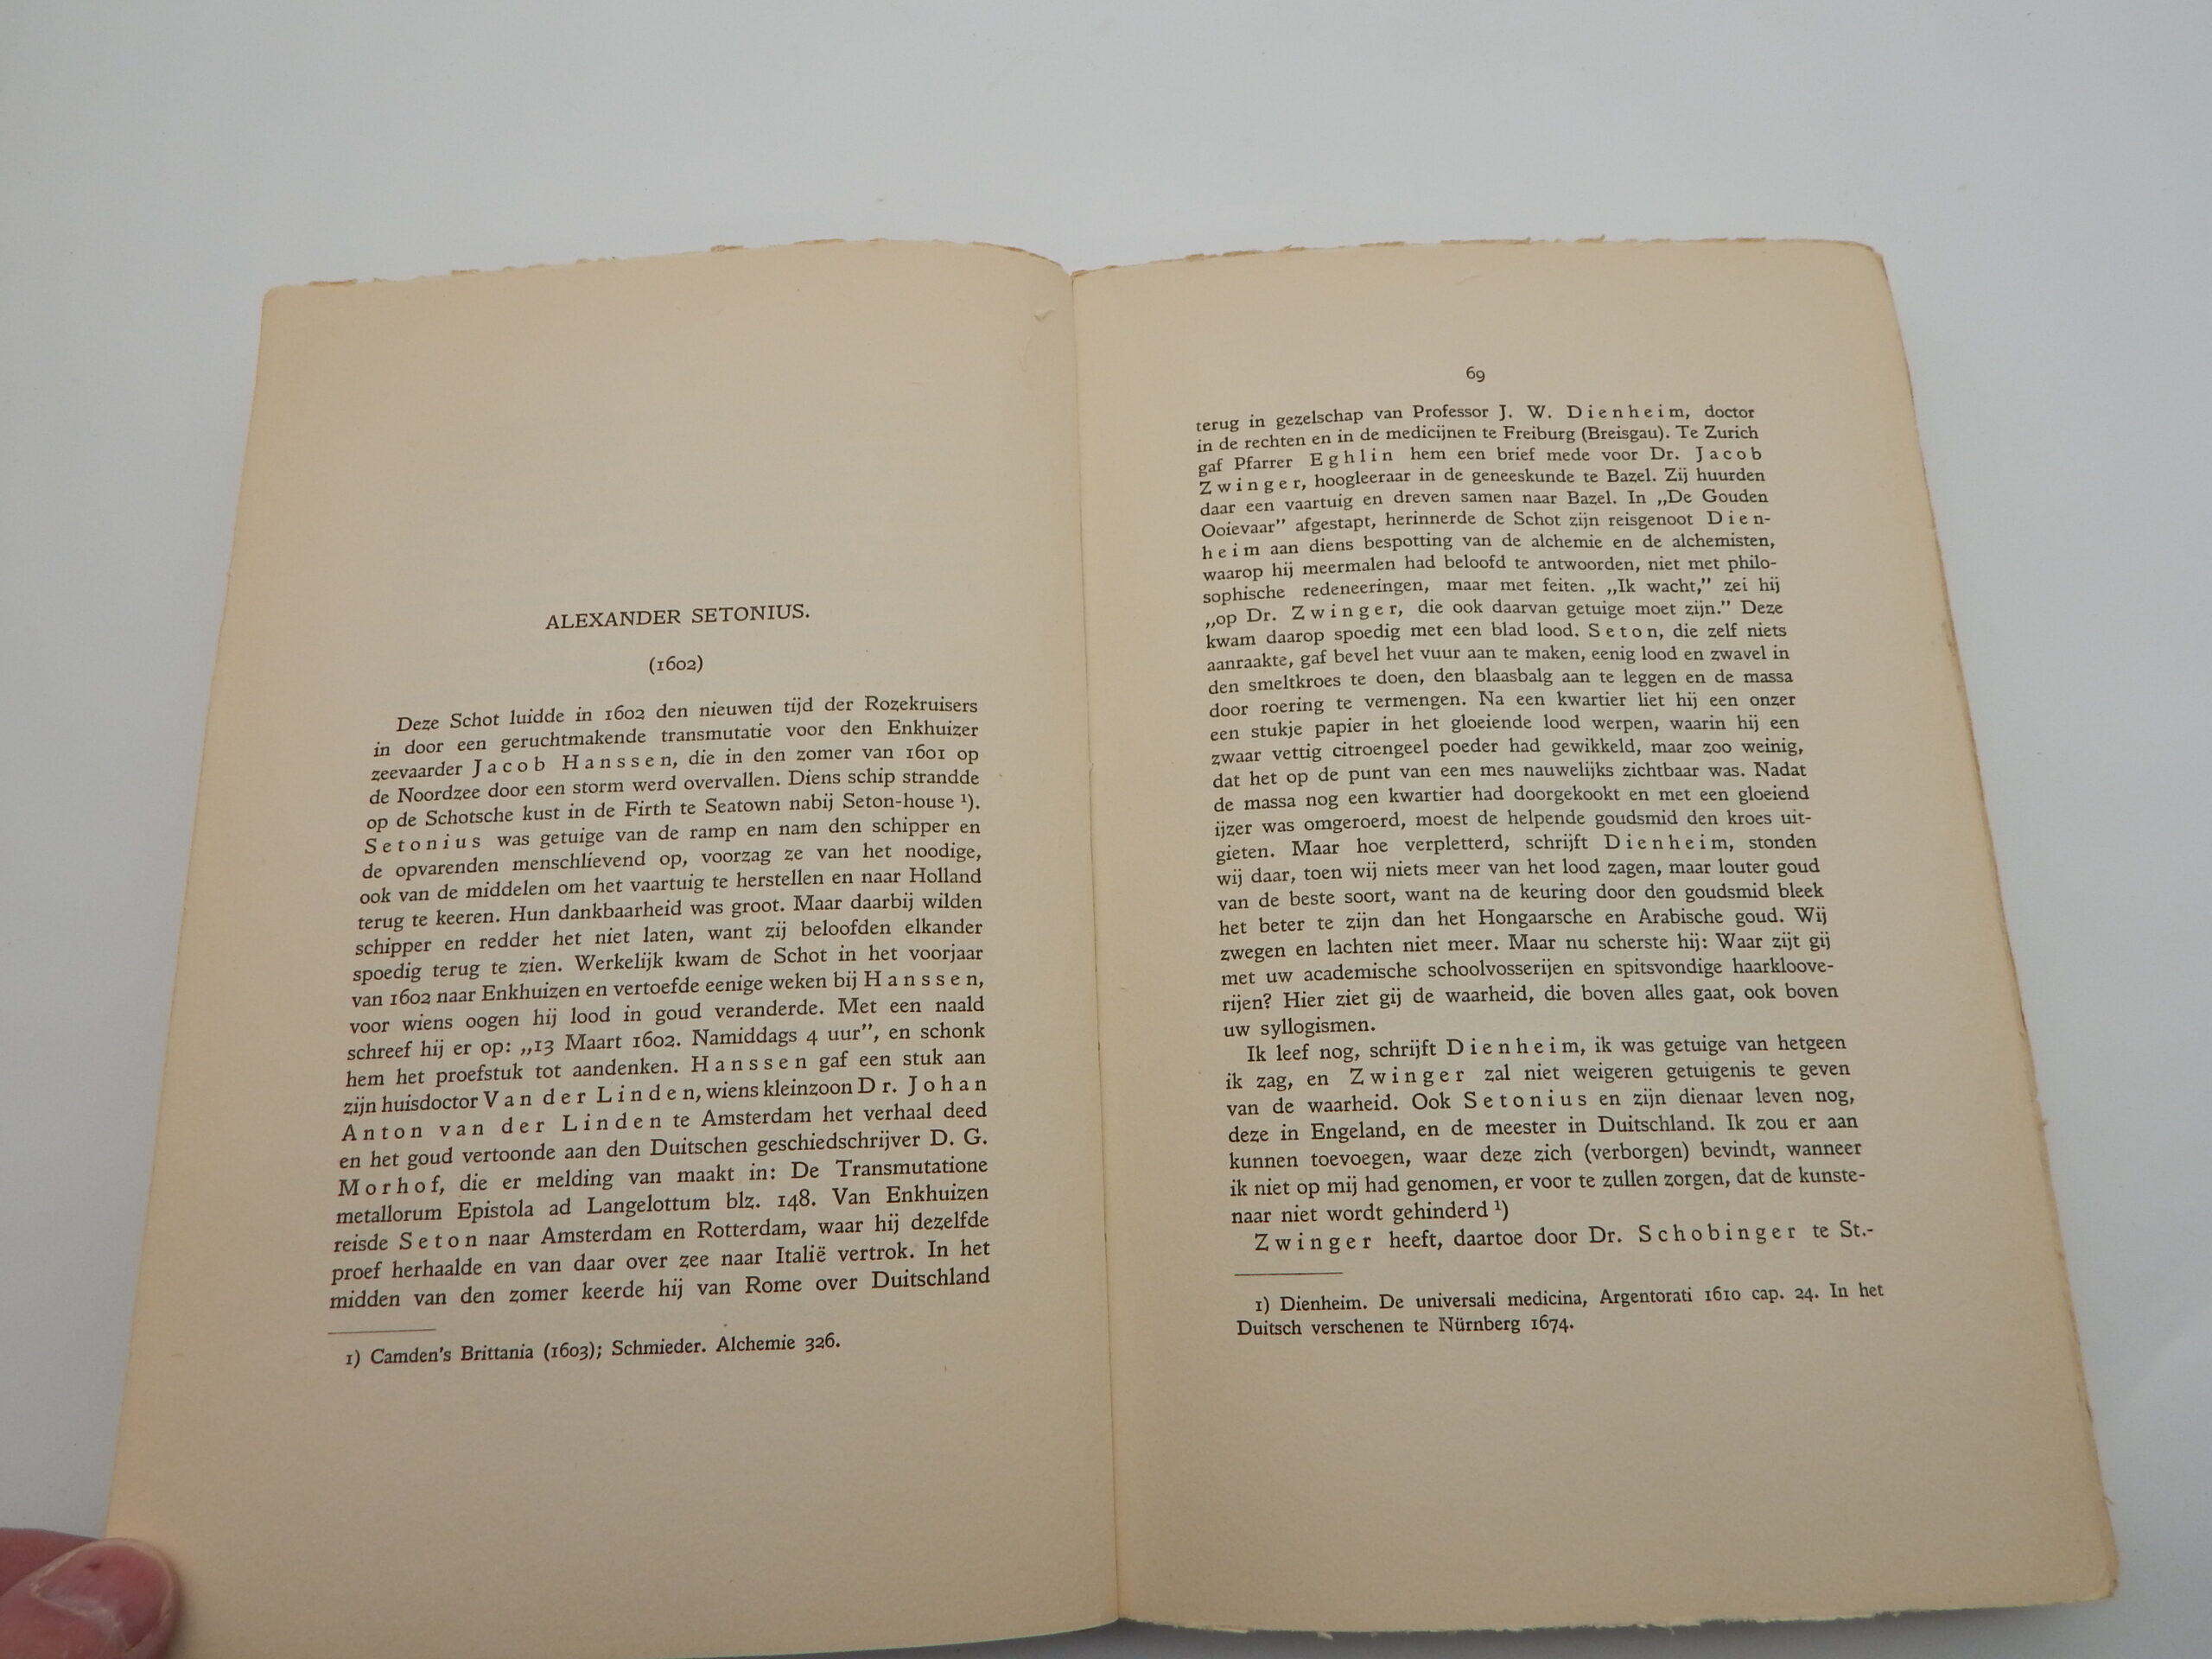 ALEXANDER SETONIUS.
(1602)
Deze Schot luidde in 1602 den nieuwen tijd der Rozekruisers
in door een geruchtmakende transmutatie voor den Enkhuizer
zeevaarder Jacob Hanssen, die in den zomer van 1601 op
de Noordzee door een storm werd overvallen. Diens schip strandde
op de Schotsche kust in de Firth te Seatown nabij Seton-house ¹).
Setonius was getuige van de ramp en nam den schipper en
de opvarenden menschlievend op, voorzag ze van het noodige,
ook van de middelen om het vaartuig te herstellen en naar Holland
terug te keeren. Hun dankbaarheid was groot. Maar daarbij wilden
schipper en redder het niet laten, want zij beloofden elkander
spoedig terug te zien. Werkelijk kwam de Schot in het voorjaar
van 1602 naar Enkhuizen en vertoefde eenige weken bij Hanssen,
voor wiens oogen hij lood in goud veranderde. Met een naald
schreef hij er op: „13 Maart 1602. Namiddags 4 uur”, en schonk
hem het proefstuk tot aandenken. Hanssen gaf een stuk aan
zijn huisdoctor Van der Linden, wiens kleinzoon Dr. Johan
Anton van der Linden te Amsterdam het verhaal deed
en het goud vertoonde aan den Duitschen geschiedschrijver D. G.
Morhof, die er melding van maakt in: De Transmutatione
metallorum Epistola ad Langelottum blz. 148. Van Enkhuizen
reisde Seton naar Amsterdam en Rotterdam, waar hij dezelfde
proef herhaalde en van daar over zee naar Italië vertrok. In het
midden van den zomer keerde hij van Rome over Duitschland
1) Camden's Brittania (1603); Schmieder. Alchemie 326.
69
terug in gezelschap van Professor J. W. Dienheim, doctor
in de rechten en in de medicijnen te Freiburg (Breisgau). Te Zurich
gaf Pfarrer Eghlin hem een brief mede voor Dr. Jacob
Zwinger, hoogleeraar in de geneeskunde te Bazel. Zij huurden
daar een vaartuig en dreven samen naar Bazel. In „De Gouden
Ooievaar” afgestapt, herinnerde de Schot zijn reisgenoot Dien-
heim aan diens bespotting van de alchemie en de alchemisten,
waarop hij meermalen had beloofd te antwoorden, niet met philo-
sophische redeneeringen, maar met feiten. „Ik wacht,” zei hij
„op Dr. Zwinger, die ook daarvan getuige moet zijn.” Deze
kwam daarop spoedig met een blad lood. Seton, die zelf niets
aanraakte, gaf bevel het vuur aan te maken, eenig lood en zwavel in
den smeltkroes te doen, den blaasbalg aan te leggen en de massa
door roering te vermengen. Na een kwartier liet hij een onzer
een stukje papier in het gloeiende lood werpen, waarin hij een
zwaar vettig citroengeel poeder had gewikkeld, maar zoo weinig,
dat het op de punt van een mes nauwelijks zichtbaar was. Nadat
de massa nog een kwartier had doorgekookt en met een gloeiend
ijzer was omgeroerd, moest de helpende goudsmid den kroes uit-
gieten. Maar hoe verpletterd, schrijft Dienheim, stonden
wij daar, toen wij niets meer van het lood zagen, maar louter goud
van de beste soort, want na de keuring door den goudsmid bleek
het beter te zijn dan het Hongaarsche en Arabische goud. Wij
zwegen en lachten niet meer. Maar nu scherste hij: Waar zijt gij
met uw academische schoolvosserijen en spitsvondige haarkloove-
rijen? Hier ziet gij de waarheid, die boven alles gaat, ook boven
uw syllogismen.
Ik leef nog, schrijft Dienheim, ik was getuige van hetgeen
ik zag, en Zwinger zal niet weigeren getuigenis te geven
van de waarheid. Ook Setonius en zijn dienaar leven nog,
deze in Engeland, en de meester in Duitschland. Ik zou er aan
kunnen toevoegen, waar deze zich (verborgen) bevindt, wanneer
ik niet op mij had genomen, er voor te zullen zorgen, dat de kunste-
naar niet wordt gehinderd ¹)
Zwinger heeft, daartoe door Dr. Schobinger te St.-
1) Dienheim. De universali medicina, Argentorati 1610 cap. 24. In het
Duitsch verschenen te Nürnberg 1674.